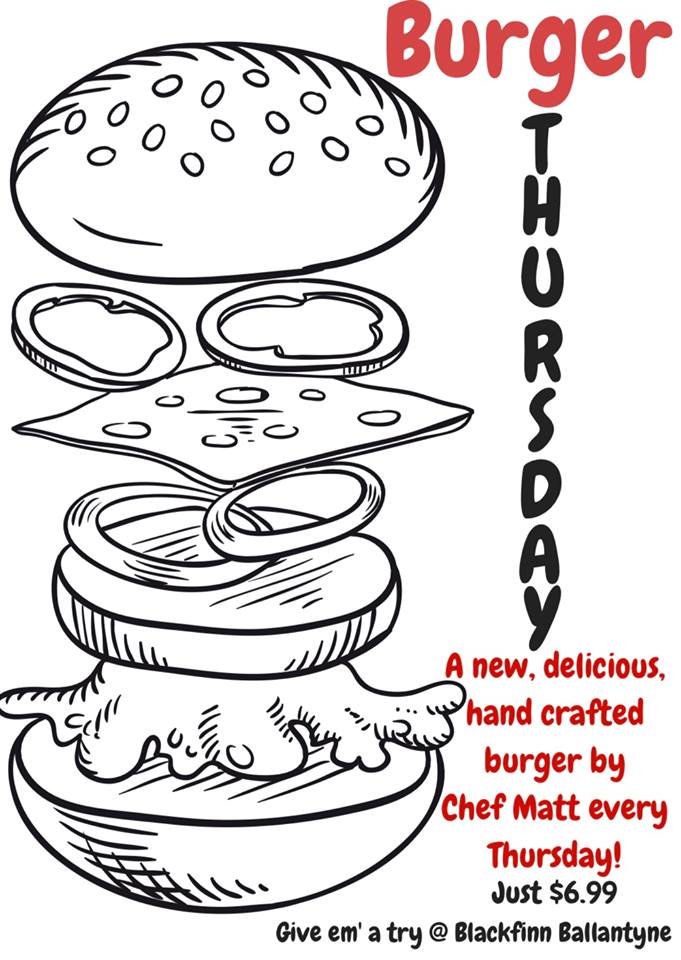 Burger
THURSDAY
A new, delicious,
hand crafted
burger by
Chef Matt every
Thursday!
Just $6.99
Give em' a try @ Blackfinn Ballantyne